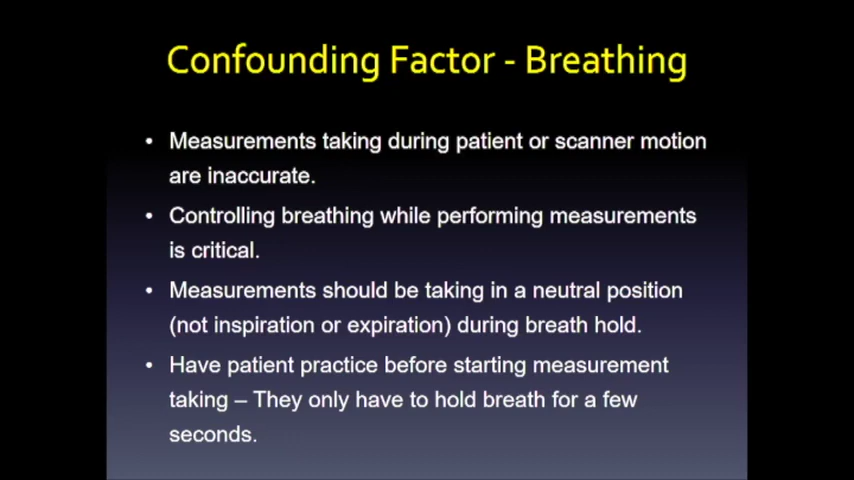 Confounding Factor - Breathing
• Measurements taking during patient or scanner motion
are inaccurate.
• Controlling breathing while performing measurements
is critical.
• Measurements should be taking in a neutral position
(not inspiration or expiration) during breath hold.
• Have patient practice before starting measurement
taking – They only have to hold breath for a few
seconds.